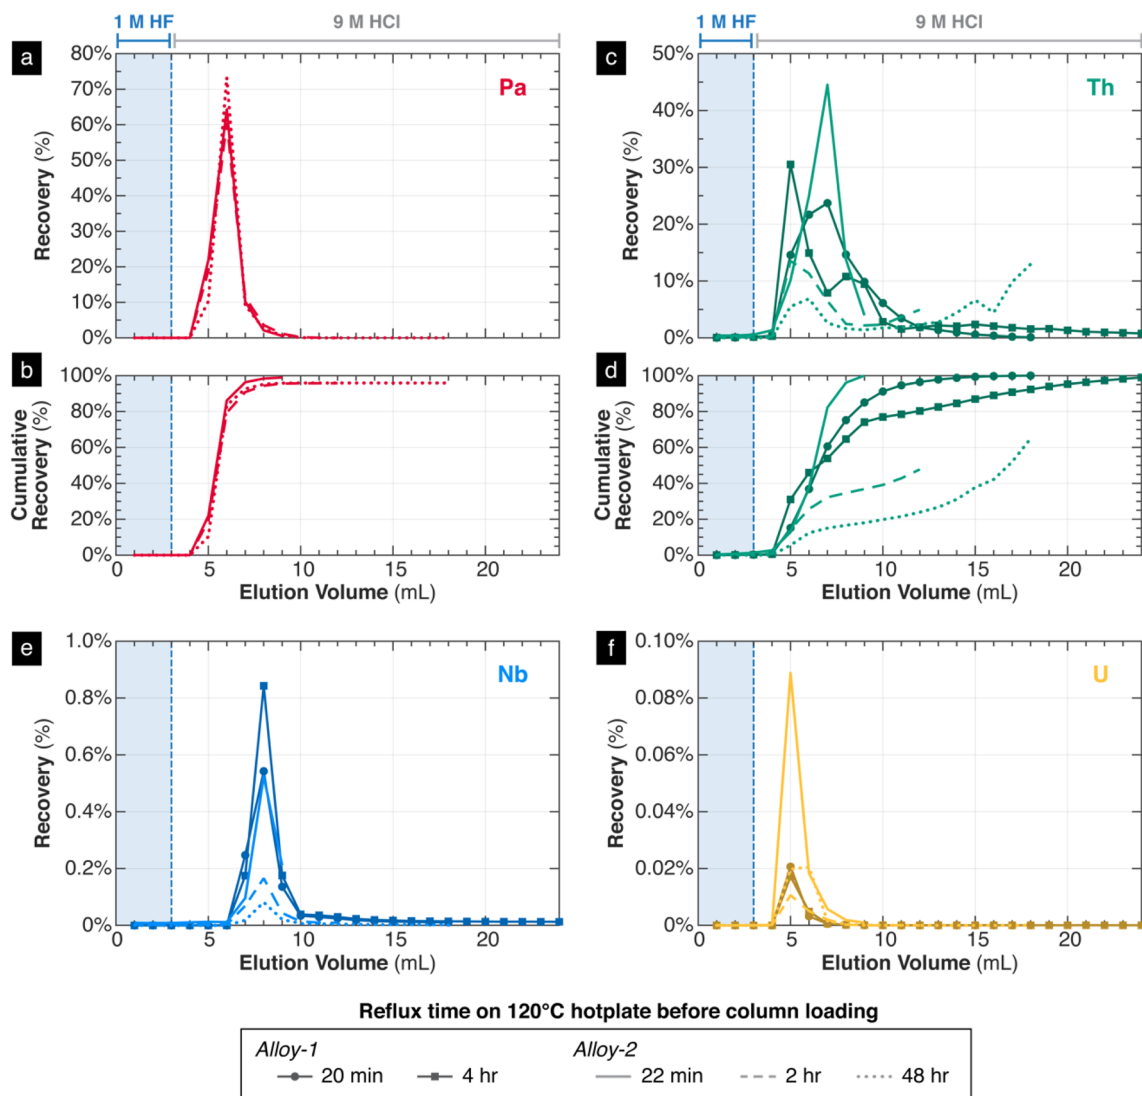 1 M HF
9 M HCl
1 M HF
9 M HCl
a
80%
70%
60%
50%
40%
30%
20%
10%
0%
Recovery (%)
Pa
c
50%
40%
30%
20%
10%
0%
Recovery (%)
Th
b
100%
80%
60%
40%
20%
0%
Cumulative
Recovery (%)
0
5
10
15
20
Elution Volume (mL)
d
100%
80%
60%
40%
20%
0%
Cumulative
Recovery (%)
0
5
10
15
20
Elution Volume (mL)
e
1.0%
0.8%
0.6%
0.4%
0.2%
0%
Recovery (%)
Nb
0
5
10
15
20
Elution Volume (mL)
f
0.10%
0.08%
0.06%
0.04%
0.02%
0%
Recovery (%)
U
0
5
10
15
20
Elution Volume (mL)
Reflux time on 120°C hotplate before column loading
Alloy-1
Alloy-2
20 min
4 hr
22 min
2 hr
48 hr